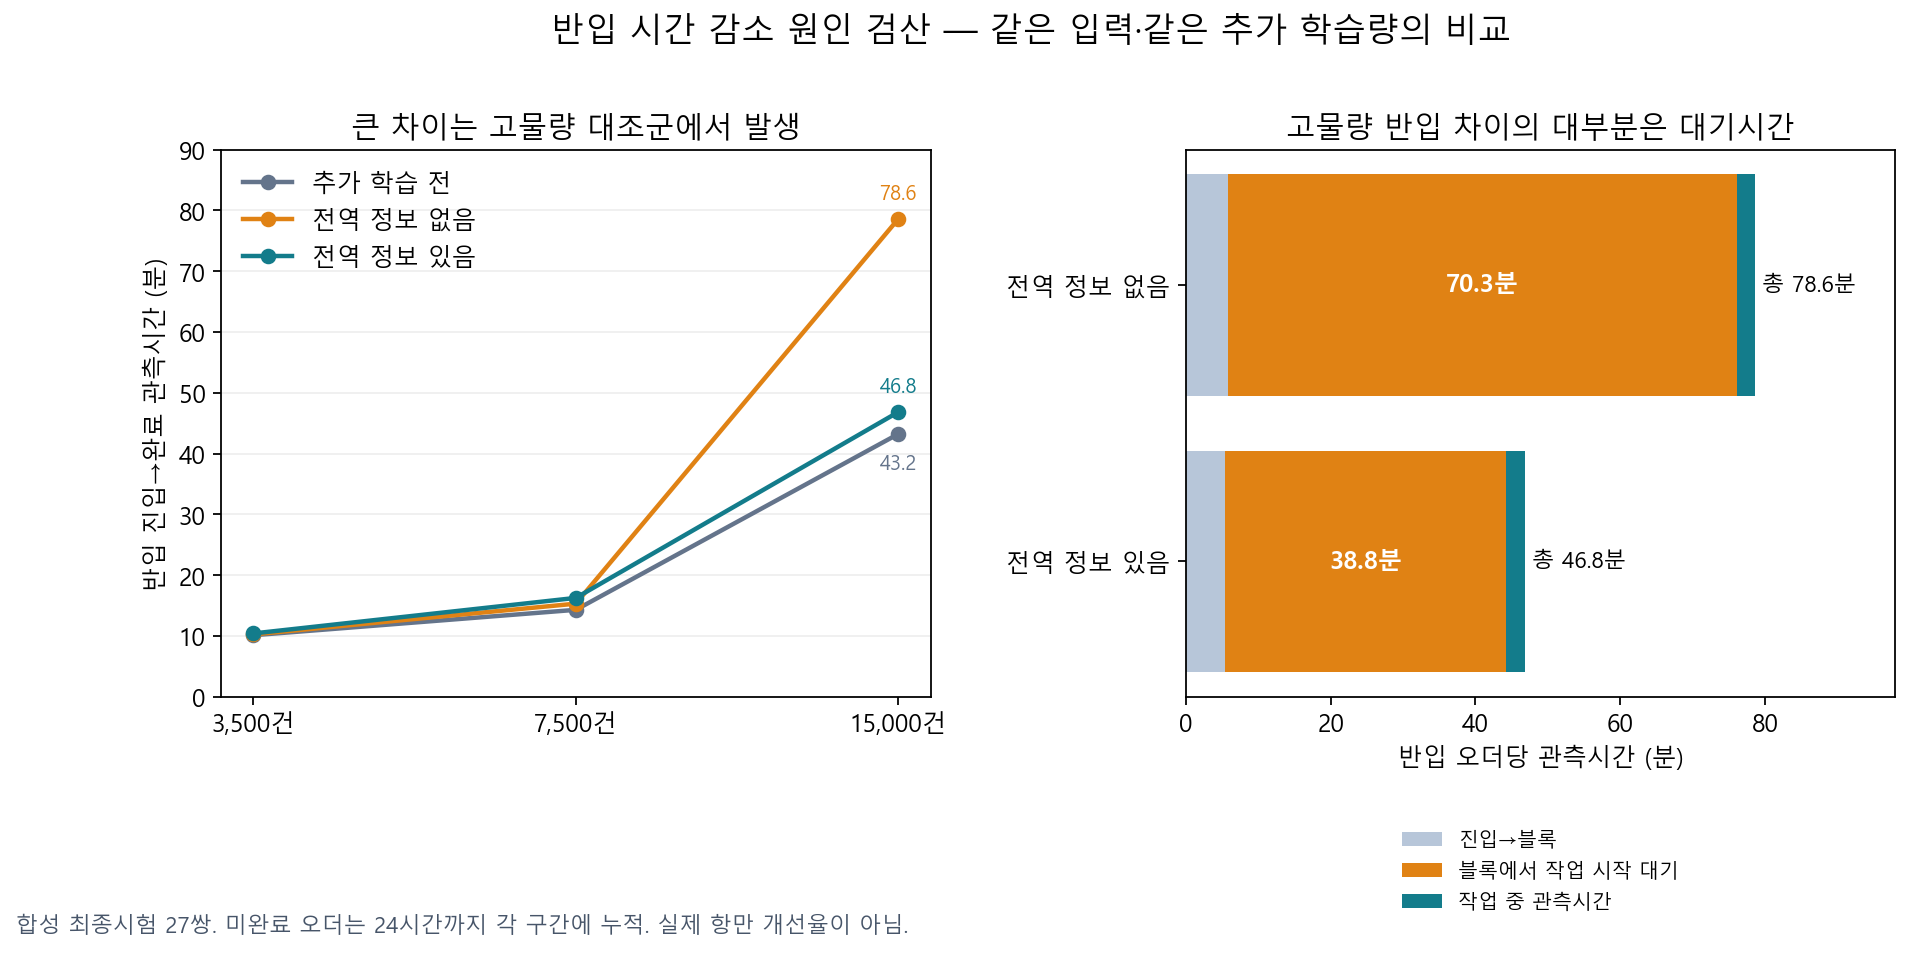 반입 시간 감소 원인 검산 — 같은 입력·같은 추가 학습량의 비교
큰 차이는 고물량 대조군에서 발생
반입 진입→완료 관측시간 (분)
90
80
70
60
50
40
30
20
10
0
추가 학습 전
전역 정보 없음
전역 정보 있음
78.6
46.8
43.2
3,500건
7,500건
15,000건
고물량 반입 차이의 대부분은 대기시간
전역 정보 없음
70.3분
총 78.6분
전역 정보 있음
38.8분
총 46.8분
0
20
40
60
80
반입 오더당 관측시간 (분)
진입→블록
블록에서 작업 시작 대기
작업 중 관측시간
합성 최종시험 27쌍. 미완료 오더는 24시간까지 각 구간에 누적. 실제 항만 개선율이 아님.